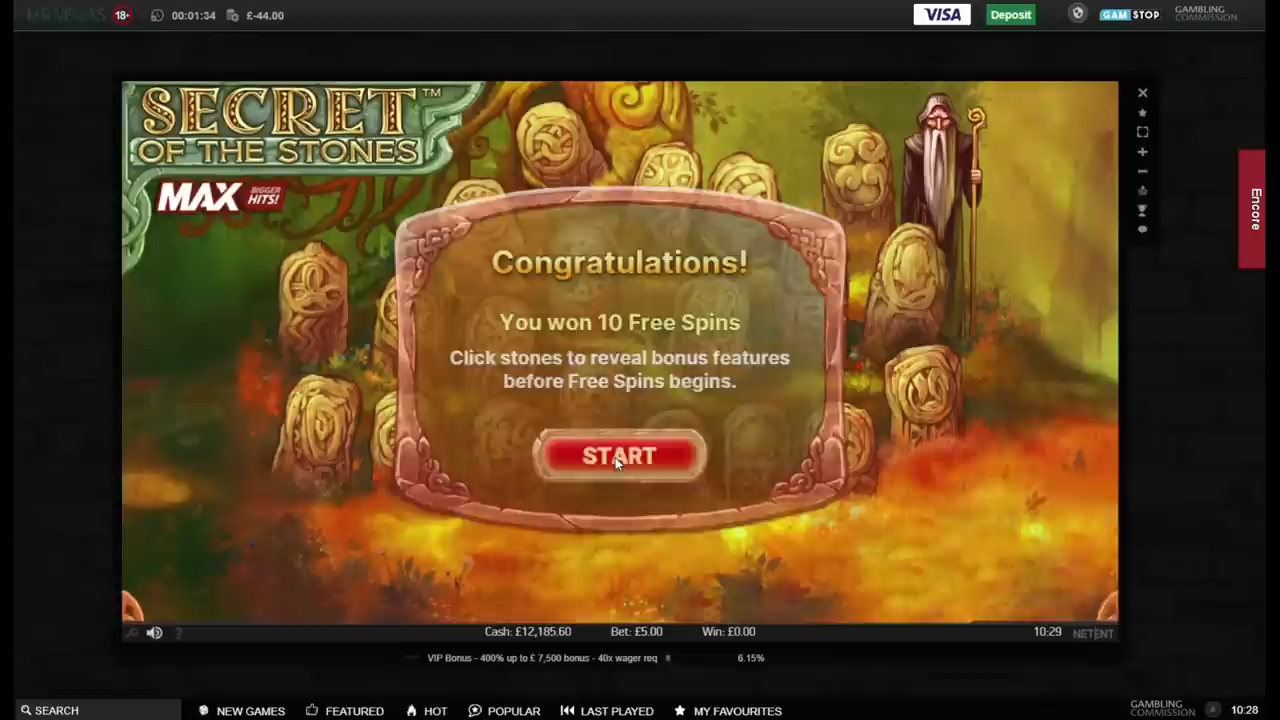 MR VEGAS 18+ 00:01:34 £-44.00 VISA Deposit GAMSTOP GAMBLING COMMISSION
SECRET™
OF THE STONES
MAX BIGGER HITS!
Encore
Congratulations!
You won 10 Free Spins
Click stones to reveal bonus features
before Free Spins begins.
START
Cash: £12,185.60 Bet: £5.00 Win: £0.00 10:29 NETENT
VIP Bonus - 400% up to £ 7,500 bonus - 40x wager req 6.15%
SEARCH NEW GAMES FEATURED HOT POPULAR LAST PLAYED MY FAVOURITES GAMBLING COMMISSION 10:28